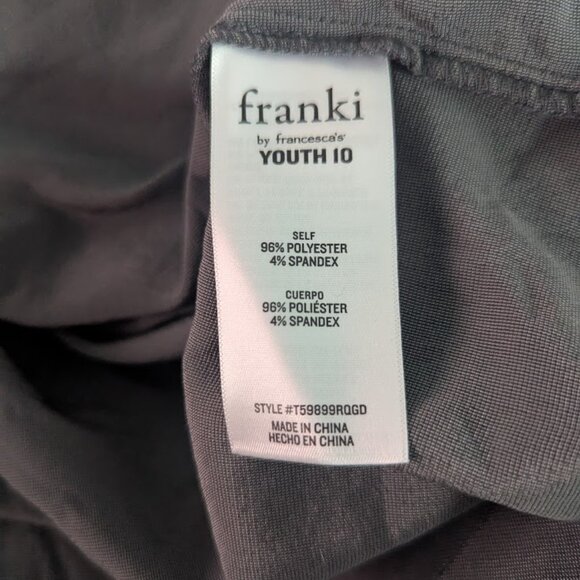 franki
by francesca's®
YOUTH 10
SELF
96% POLYESTER
4% SPANDEX
CUERPO
96% POLIÉSTER
4% SPANDEX
STYLE #T59899RQGD
MADE IN CHINA
HECHO EN CHINA